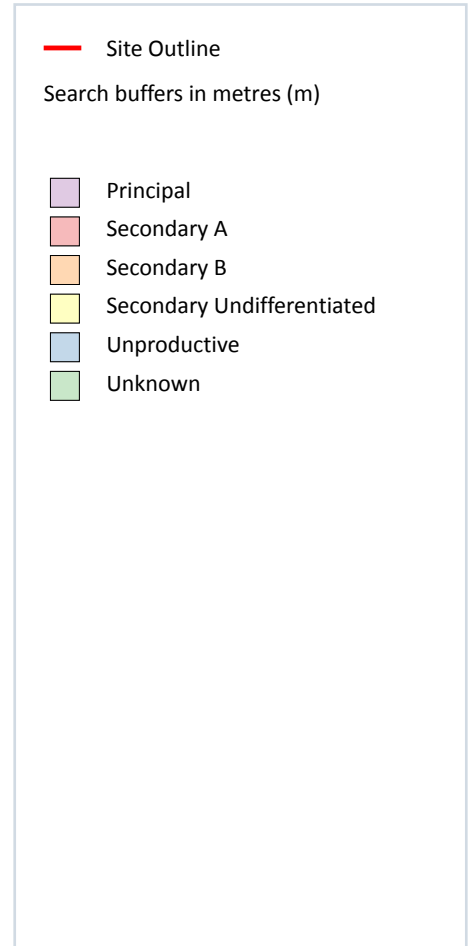 Site Outline
Search buffers in metres (m)
Principal
Secondary A
Secondary B
Secondary Undifferentiated
Unproductive
Unknown